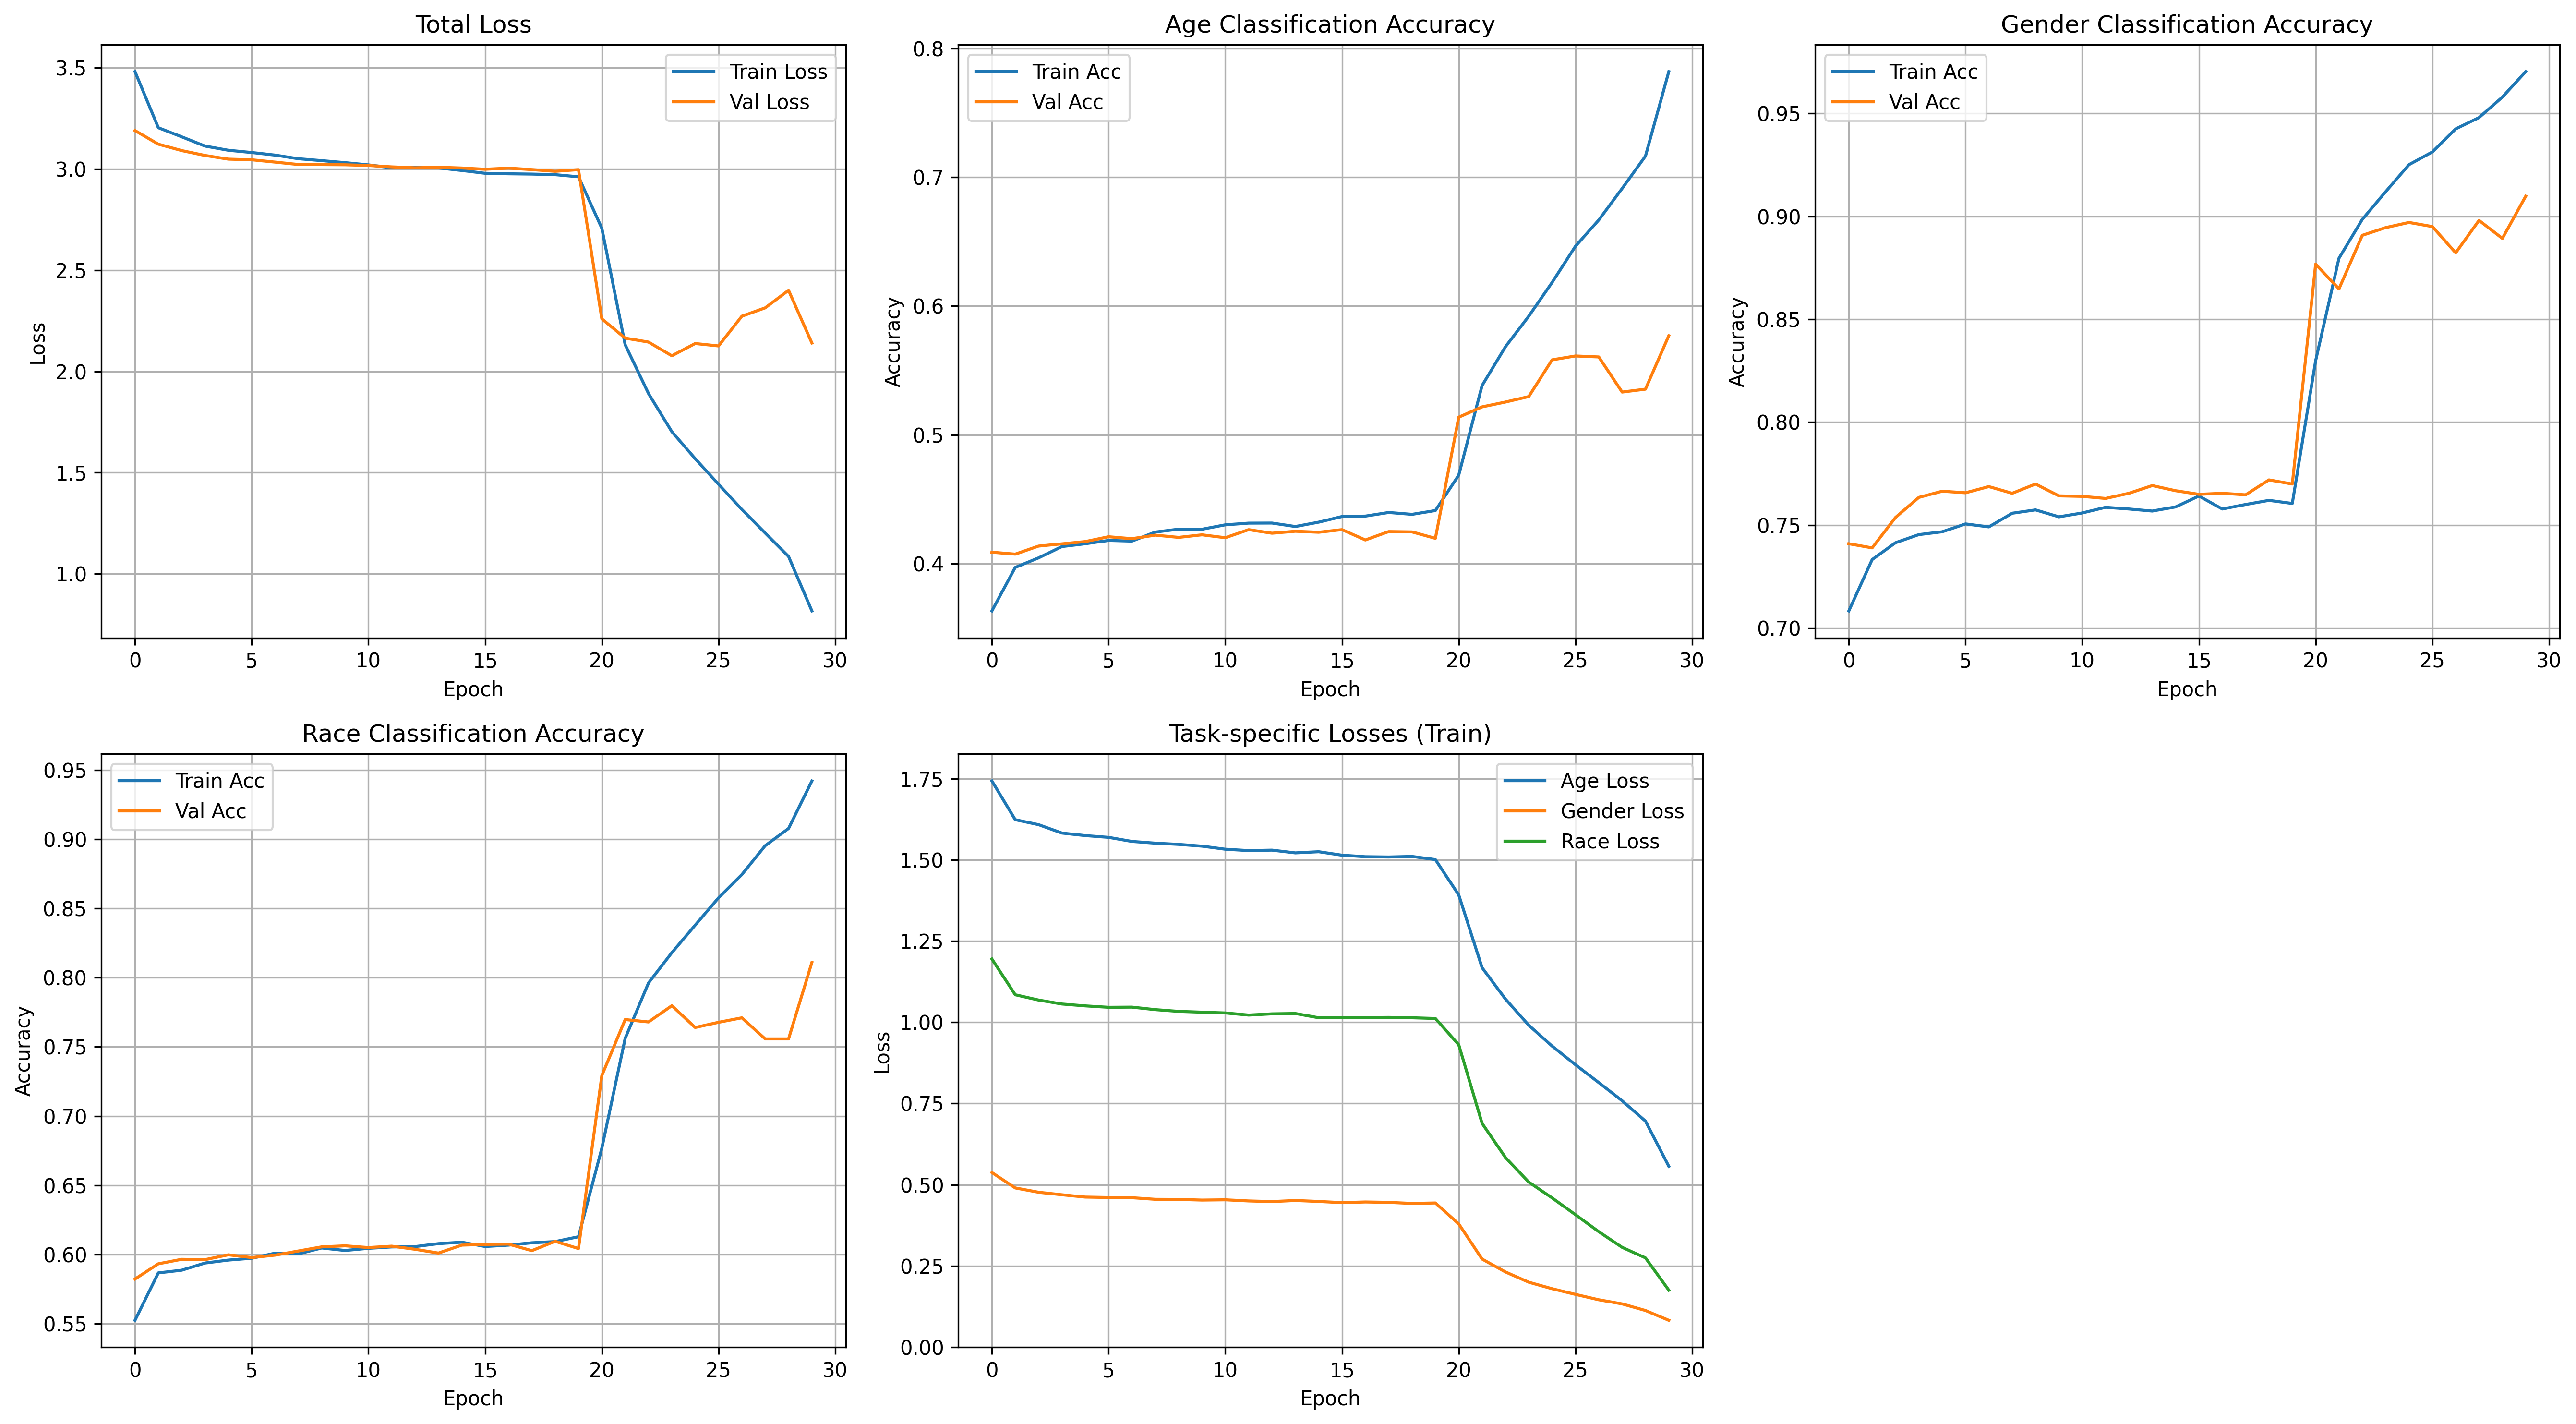 Total Loss
3.5
3.0
2.5
2.0
1.5
1.0
Loss
Train Loss
Val Loss
0 5 10 15 20 25 30
Epoch
Age Classification Accuracy
0.8
0.7
0.6
0.5
0.4
Accuracy
Train Acc
Val Acc
0 5 10 15 20 25 30
Epoch
Gender Classification Accuracy
0.95
0.90
0.85
0.80
0.75
0.70
Accuracy
Train Acc
Val Acc
0 5 10 15 20 25 30
Epoch
Race Classification Accuracy
0.95
0.90
0.85
0.80
0.75
0.70
0.65
0.60
0.55
Accuracy
Train Acc
Val Acc
0 5 10 15 20 25 30
Epoch
Task-specific Losses (Train)
1.75
1.50
1.25
1.00
0.75
0.50
0.25
0.00
Loss
Age Loss
Gender Loss
Race Loss
0 5 10 15 20 25 30
Epoch